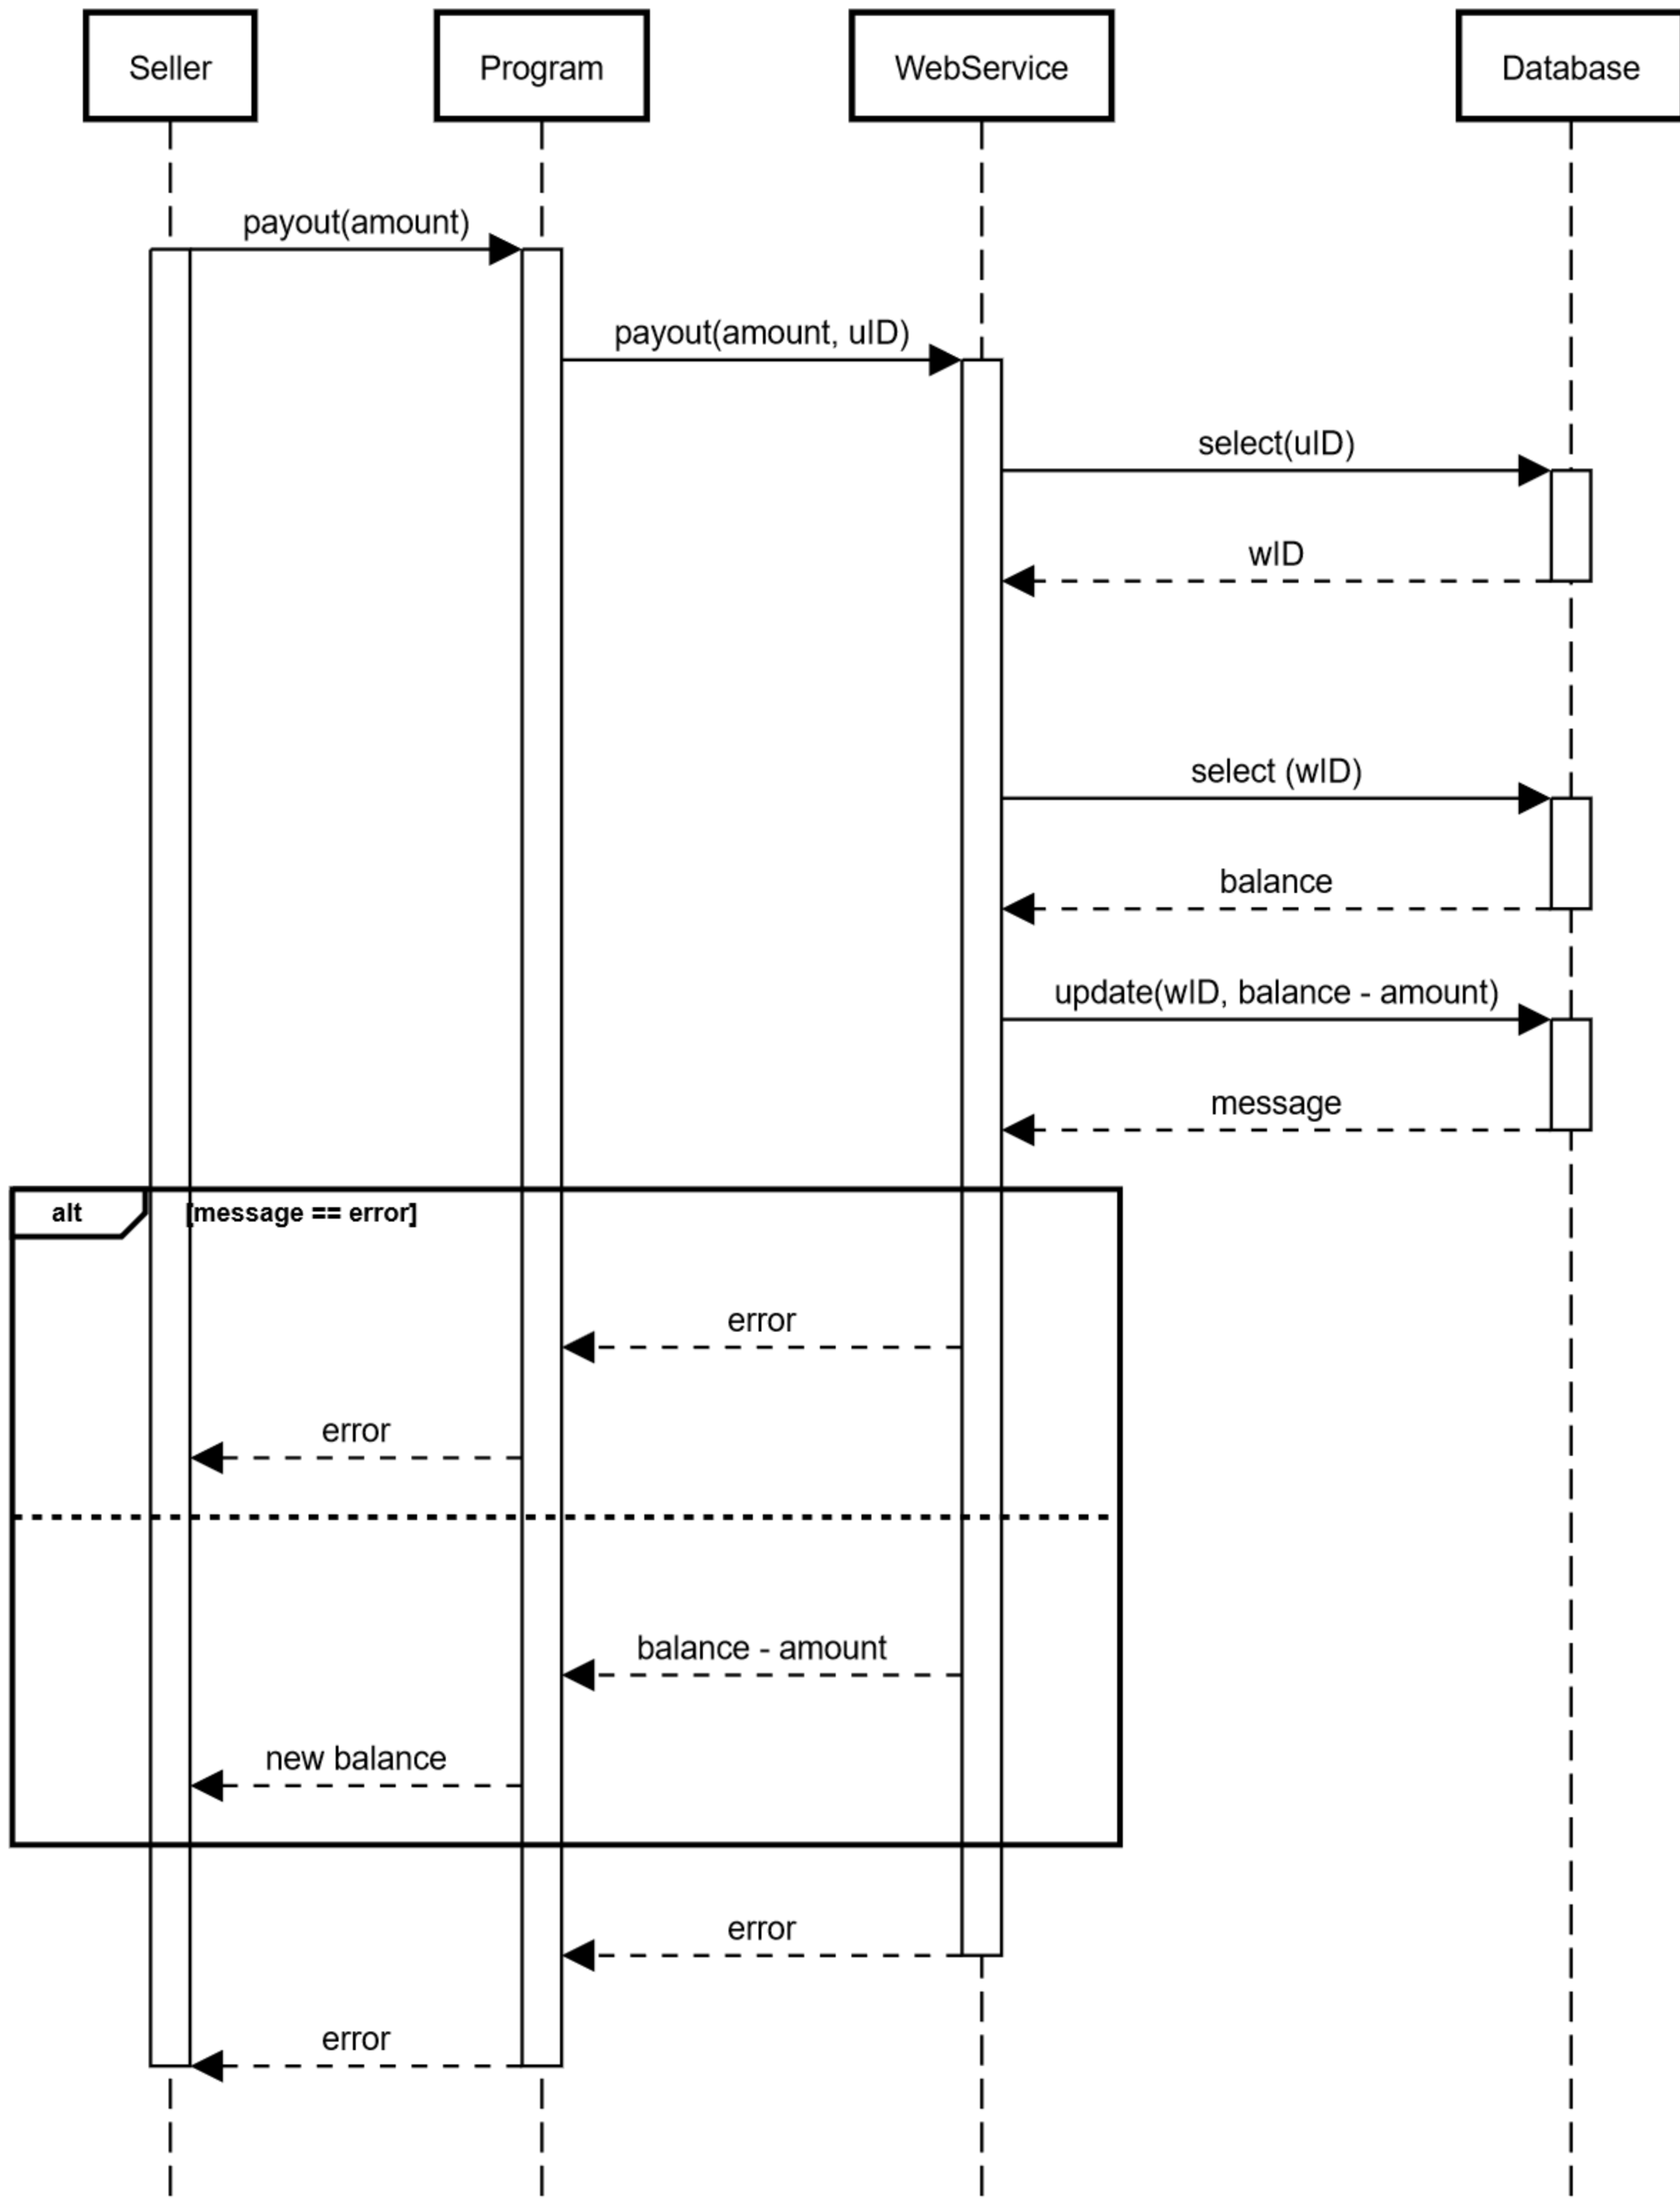 Seller
Program
WebService
Database
payout(amount)
payout(amount, uID)
select(uID)
wID
select (wID)
balance
update(wID, balance - amount)
message
alt
[message == error]
error
error
balance - amount
new balance
error
error